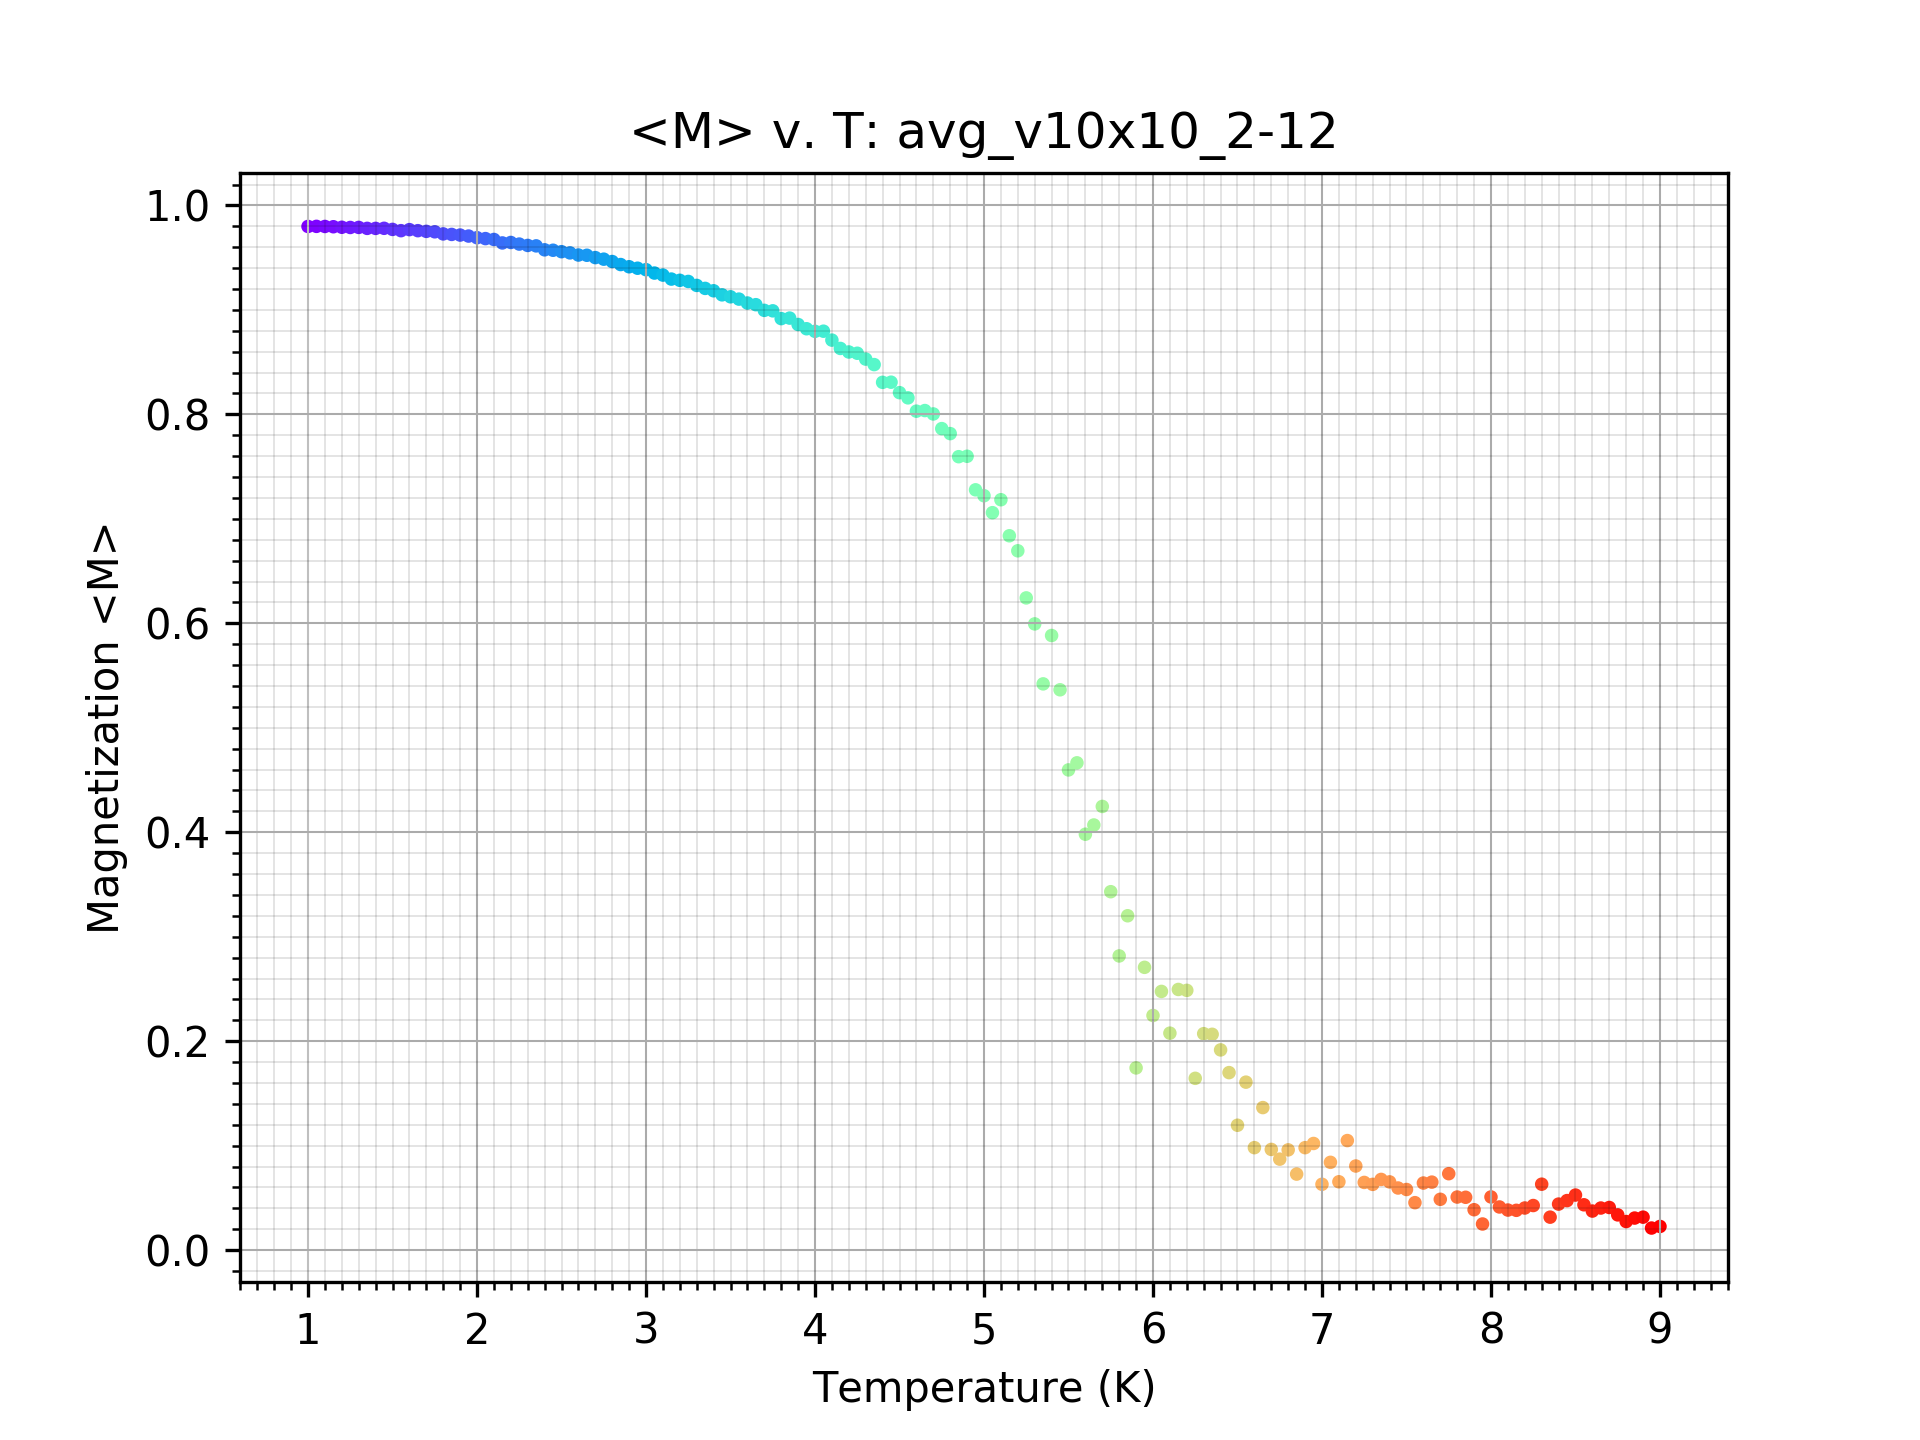 <M> v. T: avg_v10x10_2-12
1.0
0.8
0.6
0.4
0.2
0.0
Magnetization <M>
1 2 3 4 5 6 7 8 9
Temperature (K)